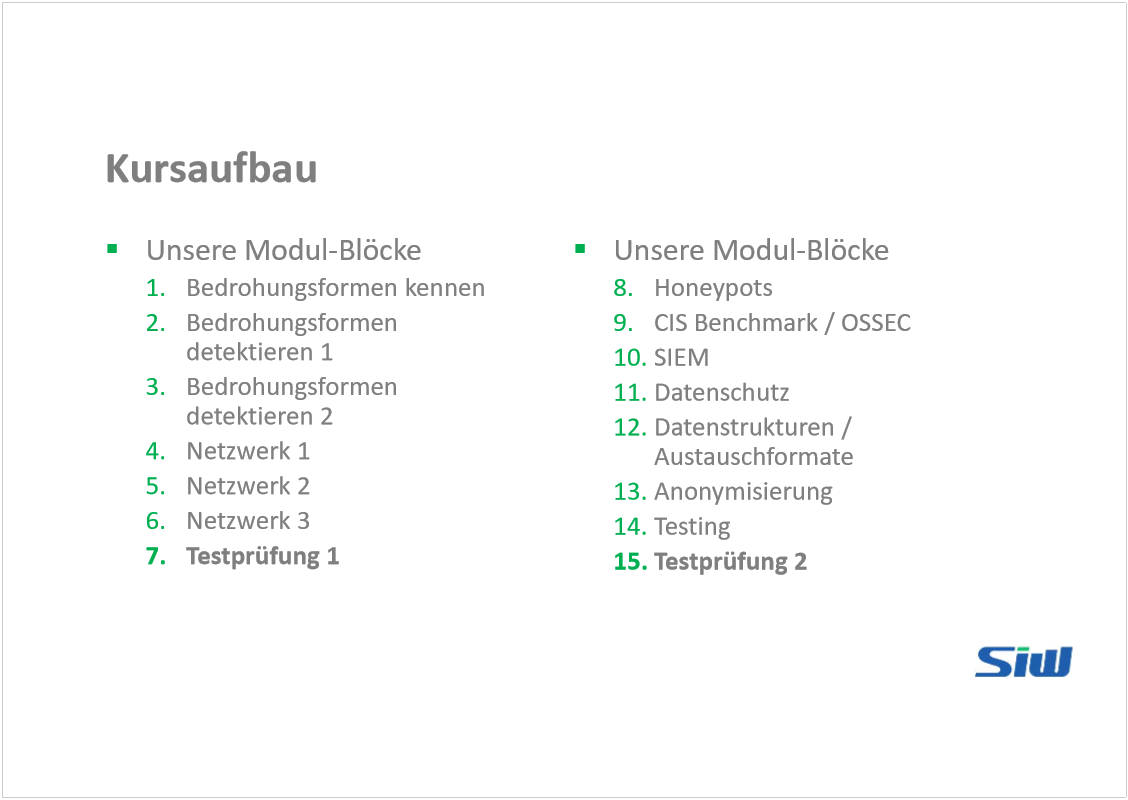 Kursaufbau
▪ Unsere Modul-Blöcke
1. Bedrohungsformen kennen
2. Bedrohungsformen
detektieren 1
3. Bedrohungsformen
detektieren 2
4. Netzwerk 1
5. Netzwerk 2
6. Netzwerk 3
7. Testprüfung 1
▪ Unsere Modul-Blöcke
8. Honeypots
9. CIS Benchmark / OSSEC
10. SIEM
11. Datenschutz
12. Datenstrukturen /
Austauschformate
13. Anonymisierung
14. Testing
15. Testprüfung 2
Siw